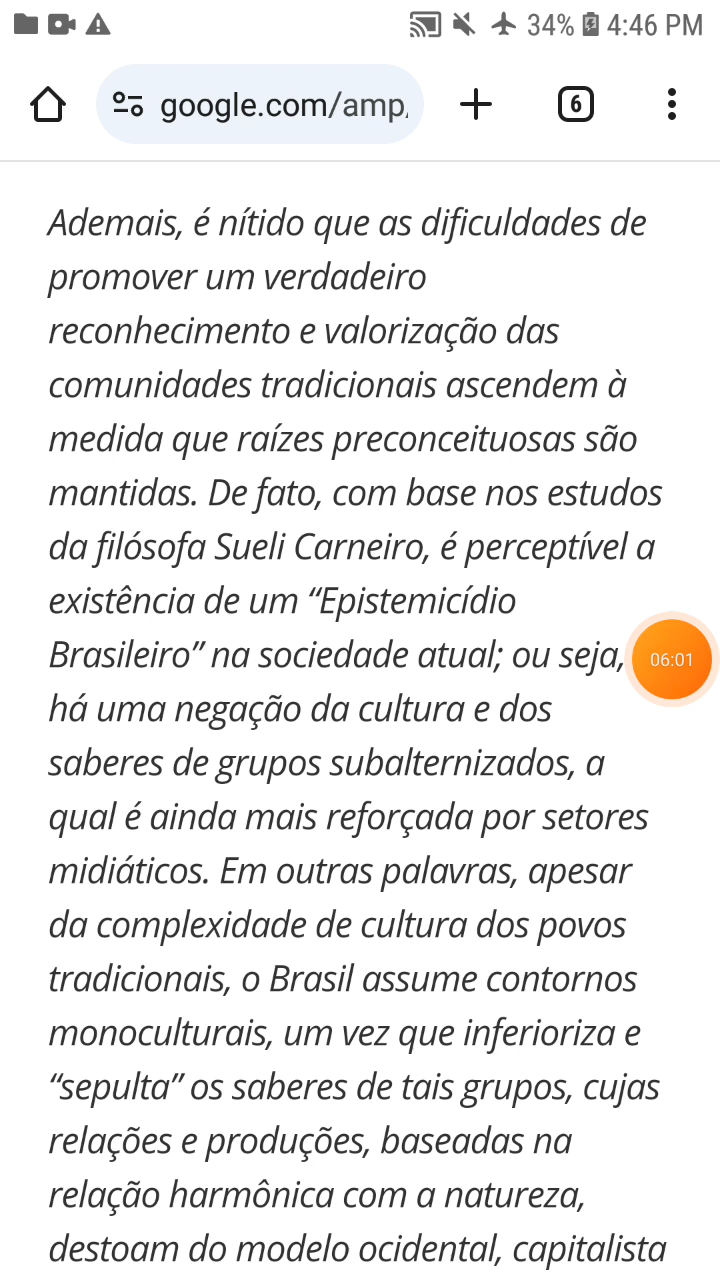 34% 4:46 PM
google.com/amp/
6
Ademais, é nítido que as dificuldades de
promover um verdadeiro
reconhecimento e valorização das
comunidades tradicionais ascendem à
medida que raízes preconceituosas são
mantidas. De fato, com base nos estudos
da filósofa Sueli Carneiro, é perceptível a
existência de um “Epistemicídio
Brasileiro” na sociedade atual; ou seja,
06:01
há uma negação da cultura e dos
saberes de grupos subalternizados, a
qual é ainda mais reforçada por setores
midiáticos. Em outras palavras, apesar
da complexidade de cultura dos povos
tradicionais, o Brasil assume contornos
monoculturais, um vez que inferioriza e
“sepulta” os saberes de tais grupos, cujas
relações e produções, baseadas na
relação harmônica com a natureza,
destoam do modelo ocidental, capitalista